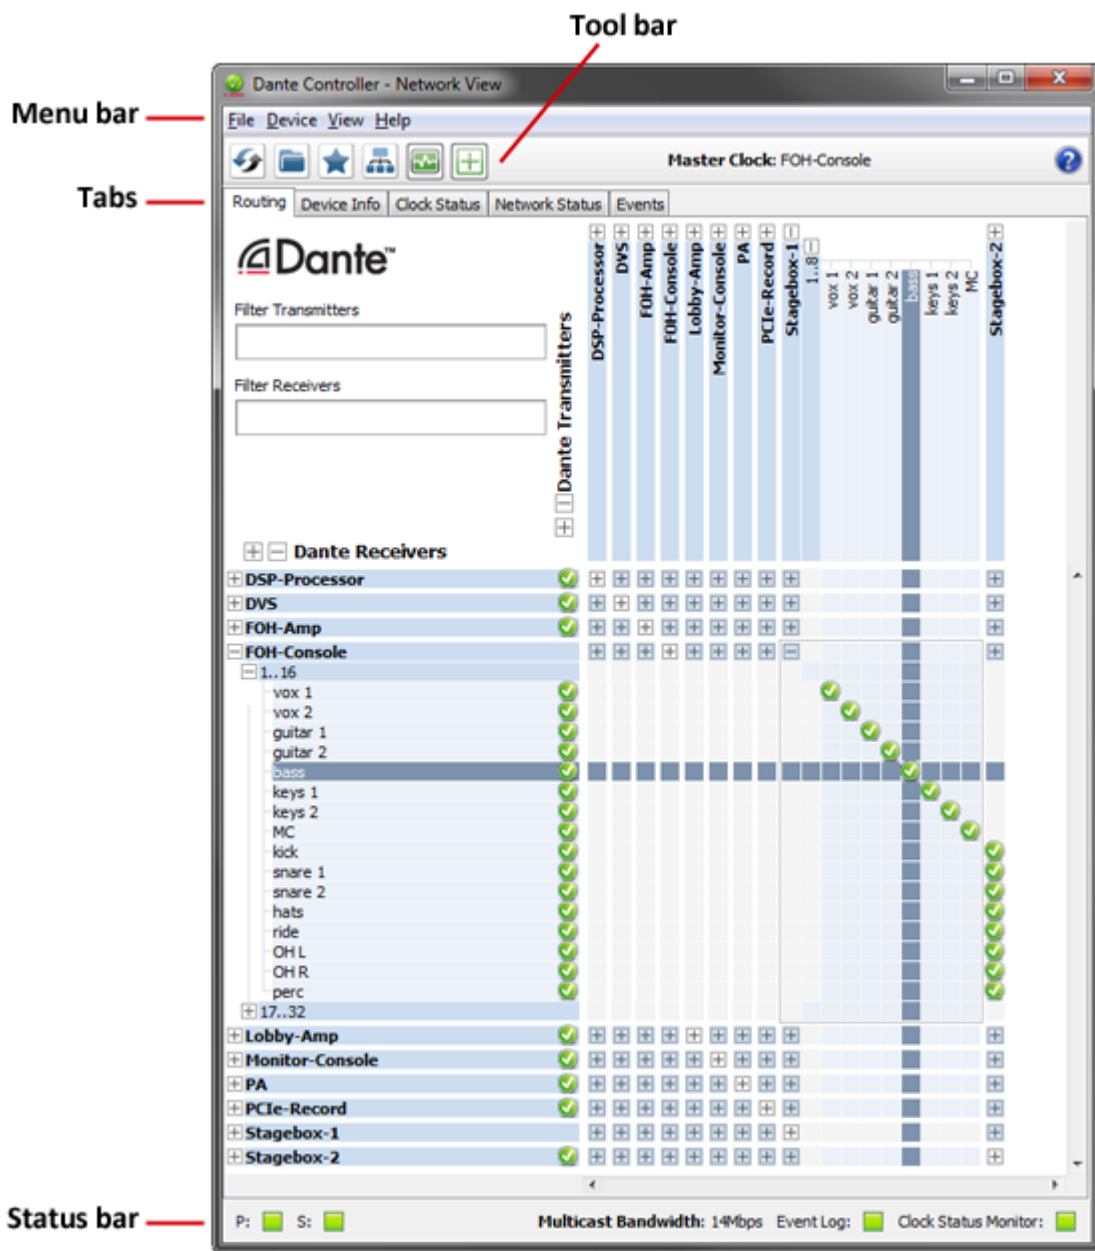 Tool bar
Dante Controller - Network View
Menu bar
File Device View Help
Master Clock: FOH-Console
Tabs
Routing Device Info Clock Status Network Status Events
Dante™
Filter Transmitters
Filter Receivers
Dante Transmitters
DSP-Processor
DVS
FOH-Amp
FOH-Console
Lobby-Amp
Monitor-Console
PA
PCIe-Record
Stagebox-1
1..8
vox 1
vox 2
guitar 1
guitar 2
bass
keys 1
keys 2
MC
Stagebox-2
Dante Receivers
DSP-Processor
DVS
FOH-Amp
FOH-Console
1..16
vox 1
vox 2
guitar 1
guitar 2
bass
keys 1
keys 2
MC
kick
snare 1
snare 2
hats
ride
OH L
OH R
perc
17..32
Lobby-Amp
Monitor-Console
PA
PCIe-Record
Stagebox-1
Stagebox-2
Status bar
P: S: Multicast Bandwidth: 14Mbps Event Log: Clock Status Monitor: